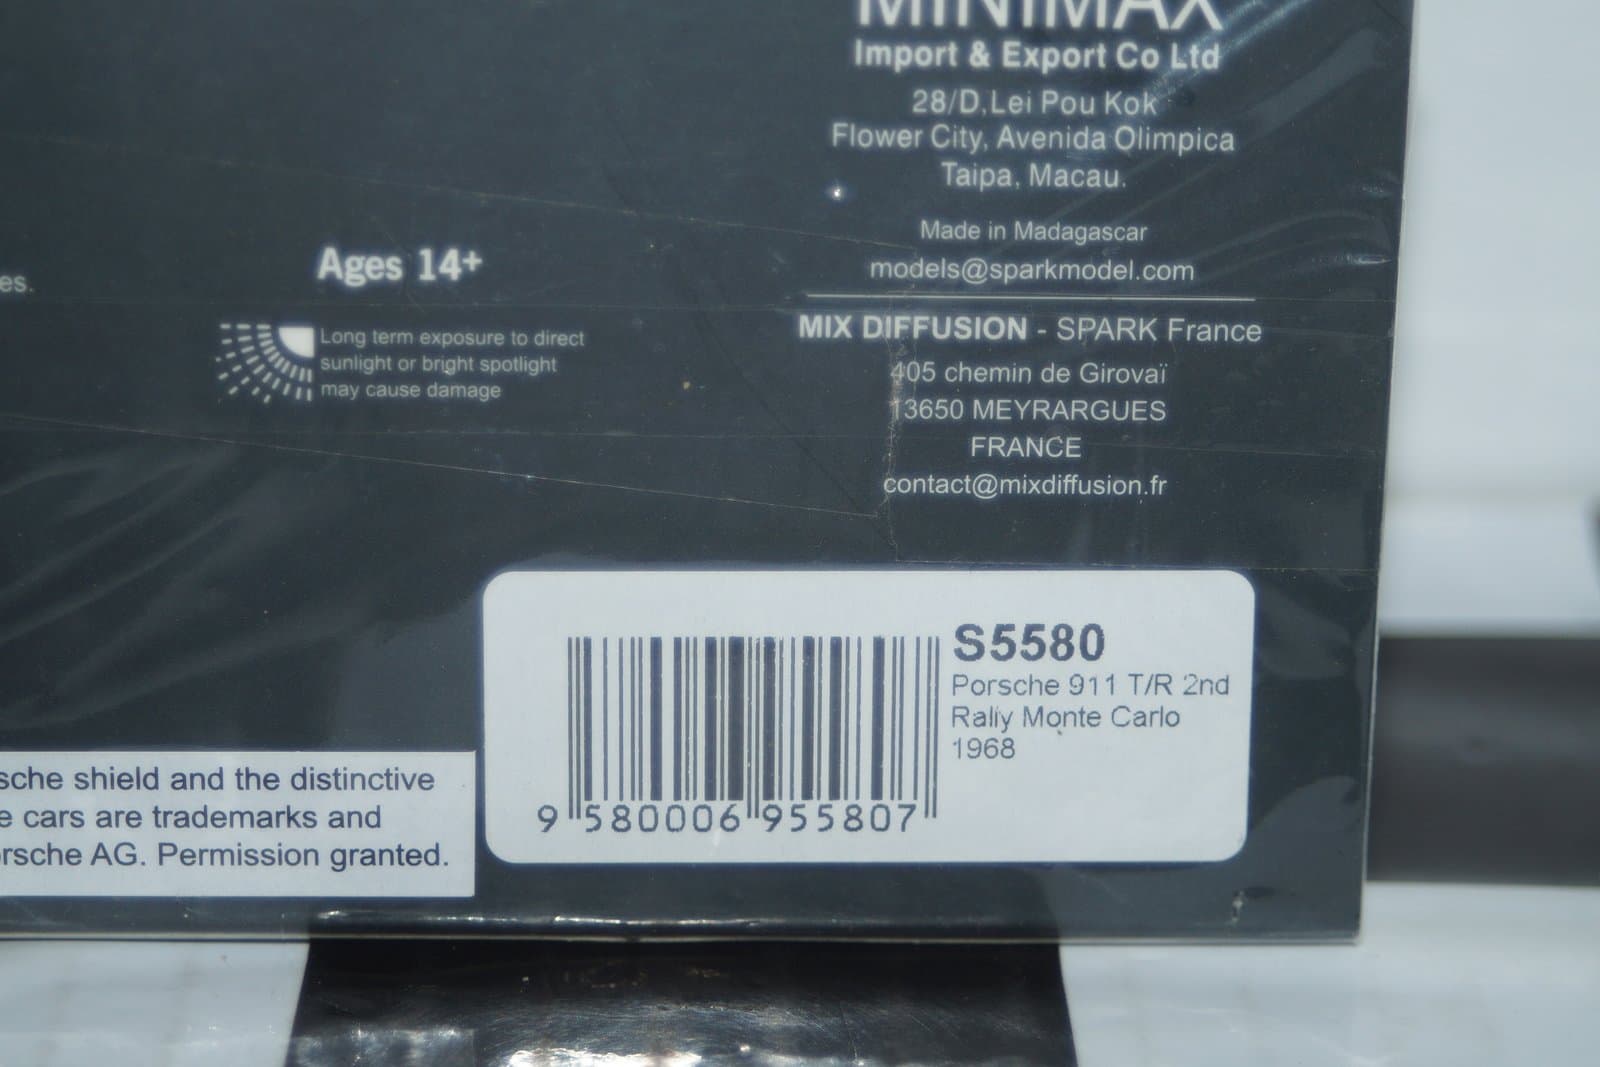 MINIMAX
Import & Export Co Ltd
28/D,Lei Pou Kok
Flower City, Avenida Olimpica
Taipa, Macau.
Made in Madagascar
models@sparkmodel.com
MIX DIFFUSION - SPARK France
405 chemin de Girovaï
13650 MEYRARGUES
FRANCE
contact@mixdiffusion.fr
es.
Ages 14+
Long term exposure to direct
sunlight or bright spotlight
may cause damage
S5580
Porsche 911 T/R 2nd
Rally Monte Carlo
1968
9 580006 955807
sche shield and the distinctive
e cars are trademarks and
orsche AG. Permission granted.